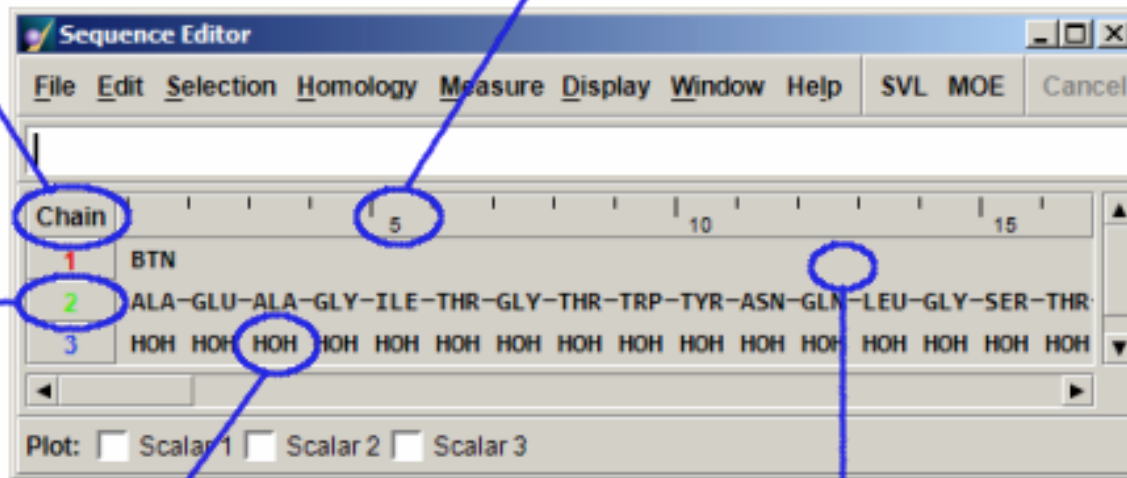 Sequence Editor
File Edit Selection Homology Measure Display Window Help SVL MOE Cancel
Chain 5 10 15
1 BTN
2 ALA-GLU-ALA-GLY-ILE-THR-GLY-THR-TRP-TYR-ASN-GLN-LEU-GLY-SER-THR-
3 HOH HOH HOH HOH HOH HOH HOH HOH HOH HOH HOH HOH HOH HOH HOH HOH
Plot: Scalar 1 Scalar 2 Scalar 3